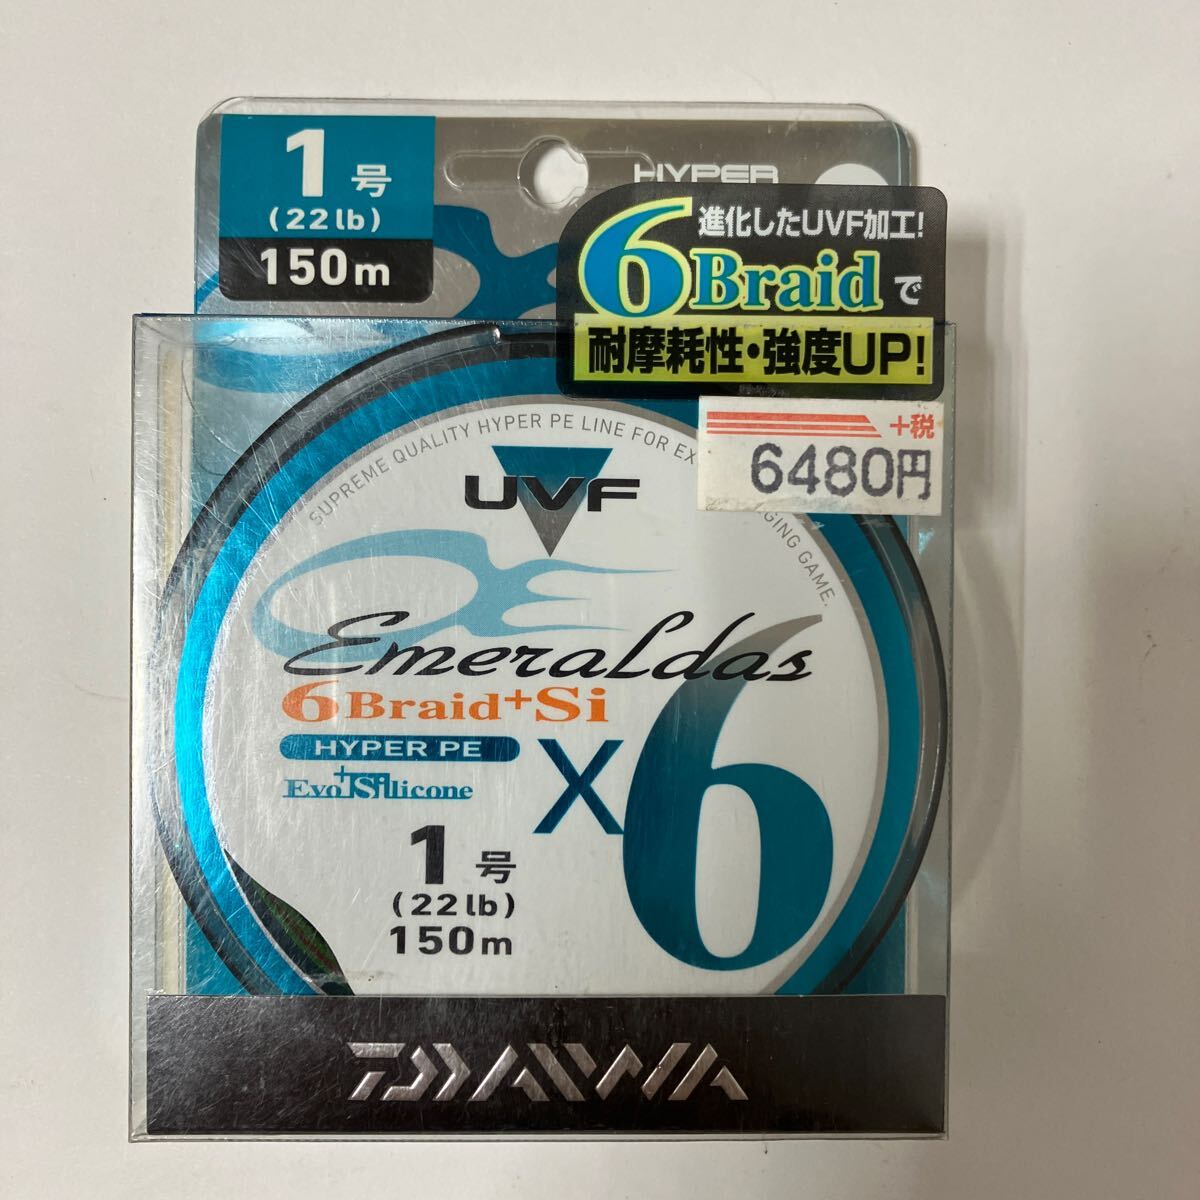 1号
(22lb)
150m
HYPER
進化したUVF加工!
6Braidで
耐摩耗性・強度UP!
+税
6480円
SUPREME QUALITY HYPER PE LINE FOR EX
GING GAME.
UVF
Emeraldas
6Braid+Si
HYPER PE
Evo+Silicone
X6
1号
(22lb)
150m
DAIWA